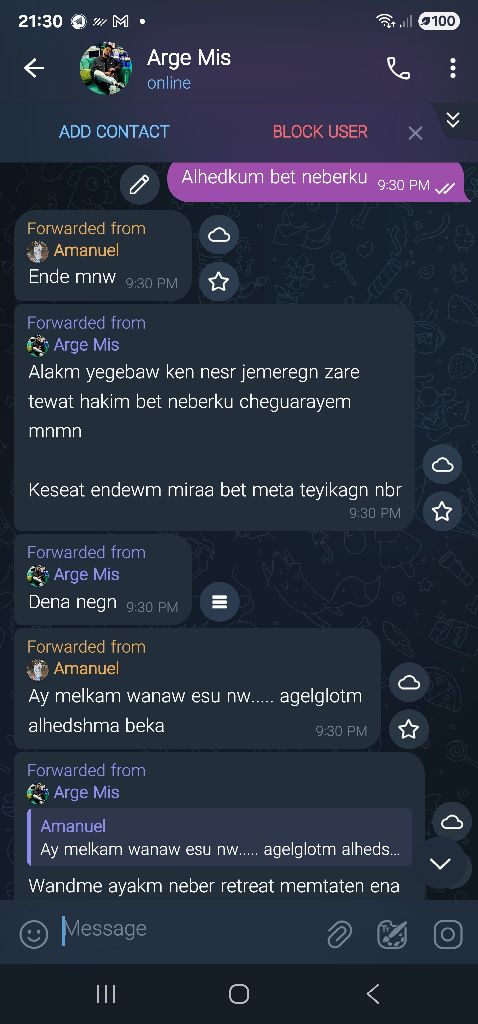 21:30
100
Arge Mis
online
ADD CONTACT
BLOCK USER
Alhedkum bet neberku 9:30 PM
Forwarded from
Amanuel
Ende mnw 9:30 PM
Forwarded from
Arge Mis
Alakm yegebaw ken nesr jemeregn zare
tewat hakim bet neberku cheguarayem
mnmn
Keseat endewm miraa bet meta teyikagn nbr
9:30 PM
Forwarded from
Arge Mis
Dena negn 9:30 PM
Forwarded from
Amanuel
Ay melkam wanaw esu nw..... agelglotm
alhedshma beka
9:30 PM
Forwarded from
Arge Mis
Amanuel
Ay melkam wanaw esu nw..... agelglotm alheds...
Wandme ayakm neber retreat memtaten ena
Message